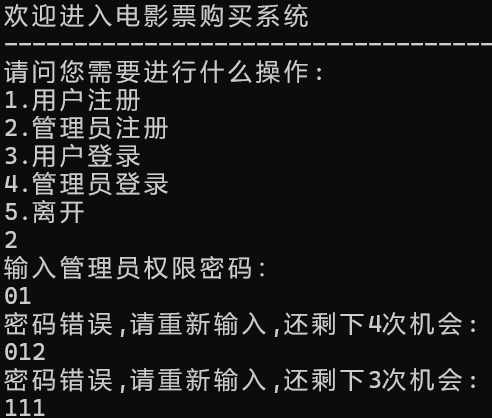 欢迎进入电影票购买系统
-----------------------------------
请问您需要进行什么操作:
1.用户注册
2.管理员注册
3.用户登录
4.管理员登录
5.离开
2
输入管理员权限密码:
01
密码错误,请重新输入,还剩下4次机会:
012
密码错误,请重新输入,还剩下3次机会:
111